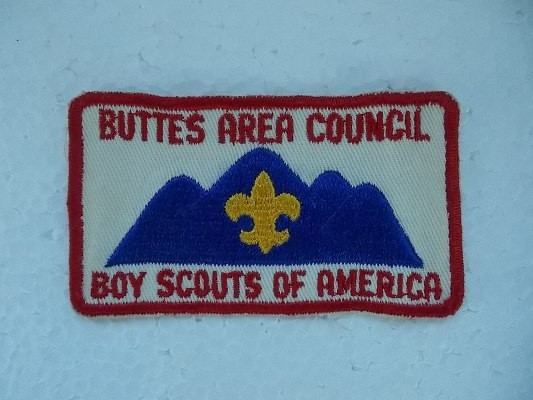 BUTTES AREA COUNCIL
BOY SCOUTS OF AMERICA